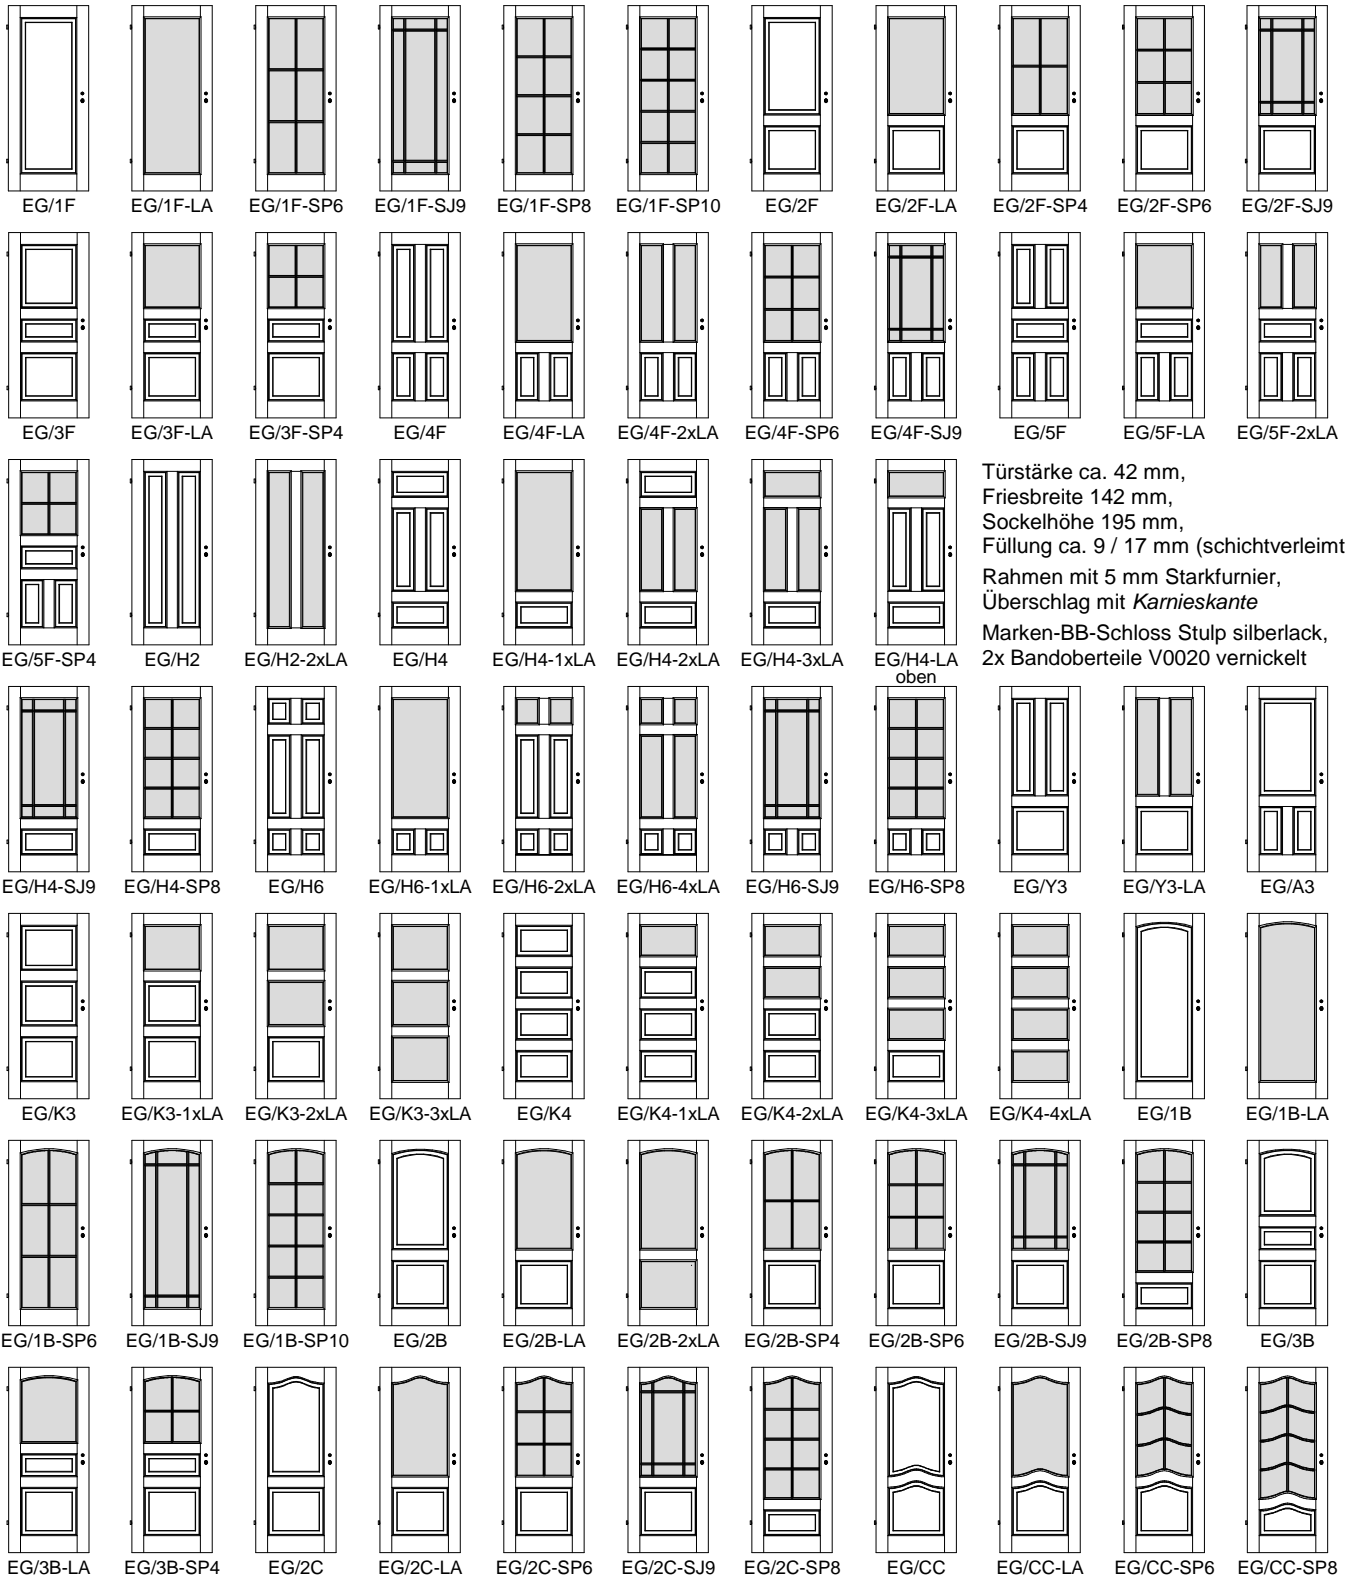 EG/1F EG/1F-LA EG/1F-SP6 EG/1F-SJ9 EG/1F-SP8 EG/1F-SP10 EG/2F EG/2F-LA EG/2F-SP4 EG/2F-SP6 EG/2F-SJ9
EG/3F EG/3F-LA EG/3F-SP4 EG/4F EG/4F-LA EG/4F-2xLA EG/4F-SP6 EG/4F-SJ9 EG/5F EG/5F-LA EG/5F-2xLA
EG/5F-SP4 EG/H2 EG/H2-2xLA EG/H4 EG/H4-1xLA EG/H4-2xLA EG/H4-3xLA EG/H4-LA
oben
Türstärke ca. 42 mm,
Friesbreite 142 mm,
Sockelhöhe 195 mm,
Füllung ca. 9 / 17 mm (schichtverleimt
Rahmen mit 5 mm Starkfurnier,
Überschlag mit Karnieskante
Marken-BB-Schloss Stulp silberlack,
2x Bandoberteile V0020 vernickelt
EG/H4-SJ9 EG/H4-SP8 EG/H6 EG/H6-1xLA EG/H6-2xLA EG/H6-4xLA EG/H6-SJ9 EG/H6-SP8 EG/Y3 EG/Y3-LA EG/A3
EG/K3 EG/K3-1xLA EG/K3-2xLA EG/K3-3xLA EG/K4 EG/K4-1xLA EG/K4-2xLA EG/K4-3xLA EG/K4-4xLA EG/1B EG/1B-LA
EG/1B-SP6 EG/1B-SJ9 EG/1B-SP10 EG/2B EG/2B-LA EG/2B-2xLA EG/2B-SP4 EG/2B-SP6 EG/2B-SJ9 EG/2B-SP8 EG/3B
EG/3B-LA EG/3B-SP4 EG/2C EG/2C-LA EG/2C-SP6 EG/2C-SJ9 EG/2C-SP8 EG/CC EG/CC-LA EG/CC-SP6 EG/CC-SP8